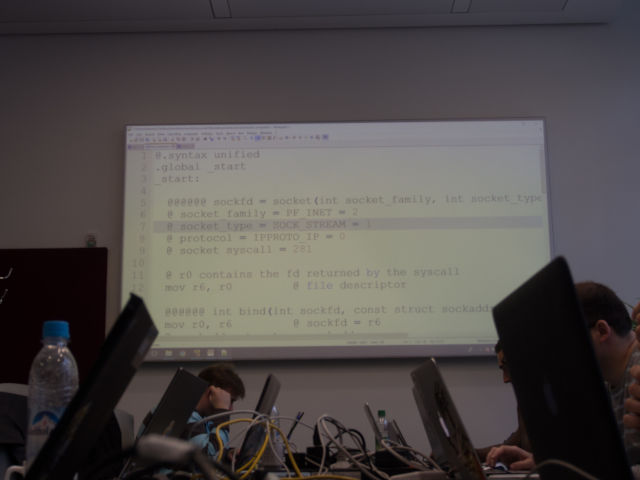 1 @.syntax unified
2 .global _start
3 _start:
4
5 @@@@@@ sockfd = socket(int socket_family, int socket_type
6 @ socket_family = PF_INET = 2
7 @ socket_type = SOCK_STREAM = 1
8 @ protocol = IPPROTO_IP = 0
9 @ socket syscall = 281
10
11 @ r0 contains the fd returned by the syscall
12 mov r6, r0 @ file descriptor
@@@@@@ int bind(int sockfd, const struct sockadd
mov r0, r6 @ sockfd = r6